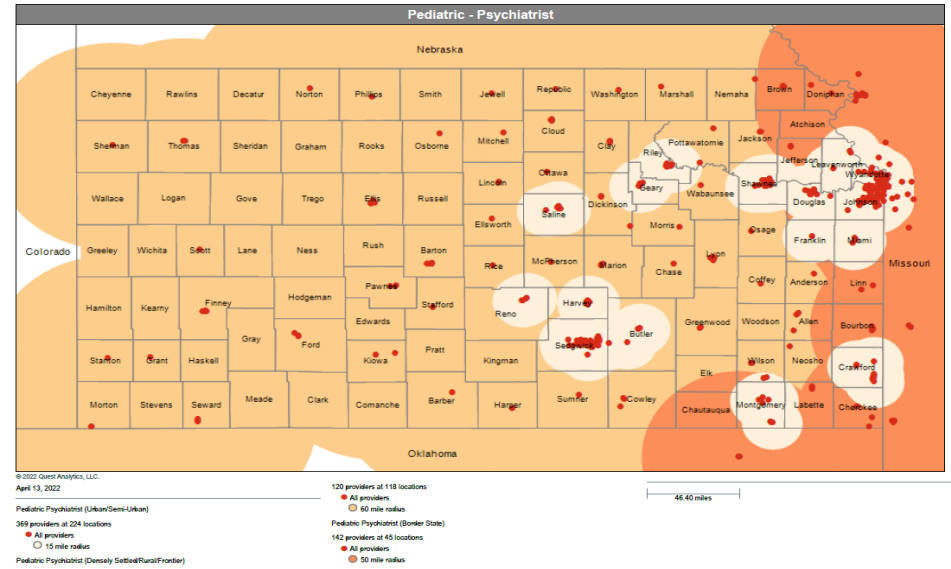 Pediatric - Psychiatrist
Nebraska
Cheyenne Rawlins Decatur Norton Phillips Smith Jewell Republic Washington Marshall Nemaha Brown Doniphan
Sherman Thomas Sheridan Graham Rooks Osborne Mitchell Cloud Clay Riley Pottawatomie Jackson Atchison
Jefferson Leavenworth Wyandotte
Wallace Logan Gove Trego Ellis Russell Lincoln Ottawa Saline Dickinson Geary Wabaunsee Shawnee Douglas Johnson
Colorado
Greeley Wichita Scott Lane Ness Rush Barton Ellsworth Rice McPherson Marion Morris Chase Lyon Osage Franklin Miami
Missouri
Hamilton Kearny Finney Hodgeman Pawnee Edwards Stafford Reno Harvey Butler Greenwood Coffey Woodson Anderson Allen Linn Bourbon
Stanton Grant Haskell Gray Ford Kiowa Pratt Kingman Sedgwick Elk Wilson Neosho Crawford
Morton Stevens Seward Meade Clark Comanche Barber Harper Sumner Cowley Chautauqua Montgomery Labette Cherokee
Oklahoma
© 2022 Quest Analytics, LLC.
April 13, 2022
Pediatric Psychiatrist (Urban/Semi-Urban)
369 providers at 224 locations
All providers
15 mile radius
Pediatric Psychiatrist (Densely Settled/Rural/Frontier)
120 providers at 118 locations
All providers
60 mile radius
Pediatric Psychiatrist (Border State)
142 providers at 45 locations
All providers
50 mile radius
46.40 miles